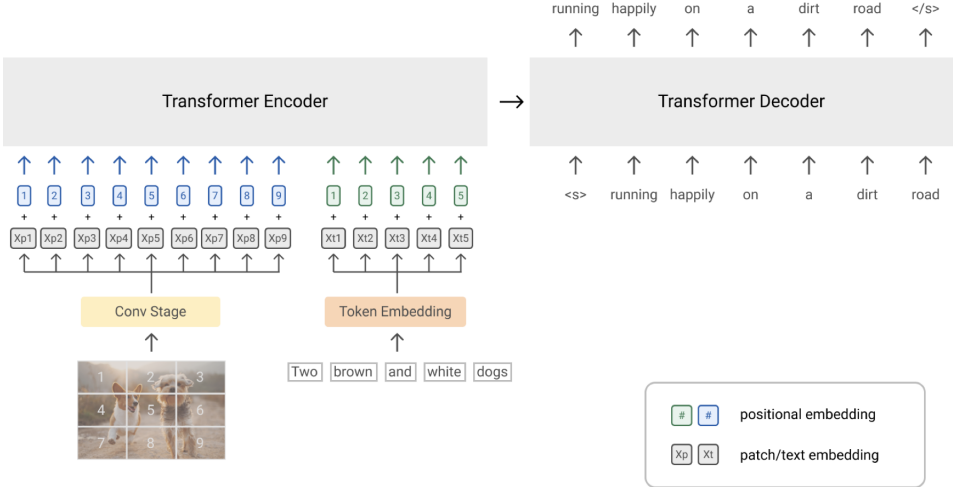 running happily on a dirt road </s>
Transformer Encoder
Transformer Decoder
1 2 3 4 5 6 7 8 9
1 2 3 4 5
<s> running happily on a dirt road
+ + + + + + + + +
+ + + + +
Xp1 Xp2 Xp3 Xp4 Xp5 Xp6 Xp7 Xp8 Xp9
Xt1 Xt2 Xt3 Xt4 Xt5
Conv Stage
Token Embedding
Two brown and white dogs
1 2 3
4 5 6
7 8 9
# # positional embedding
Xp Xt patch/text embedding